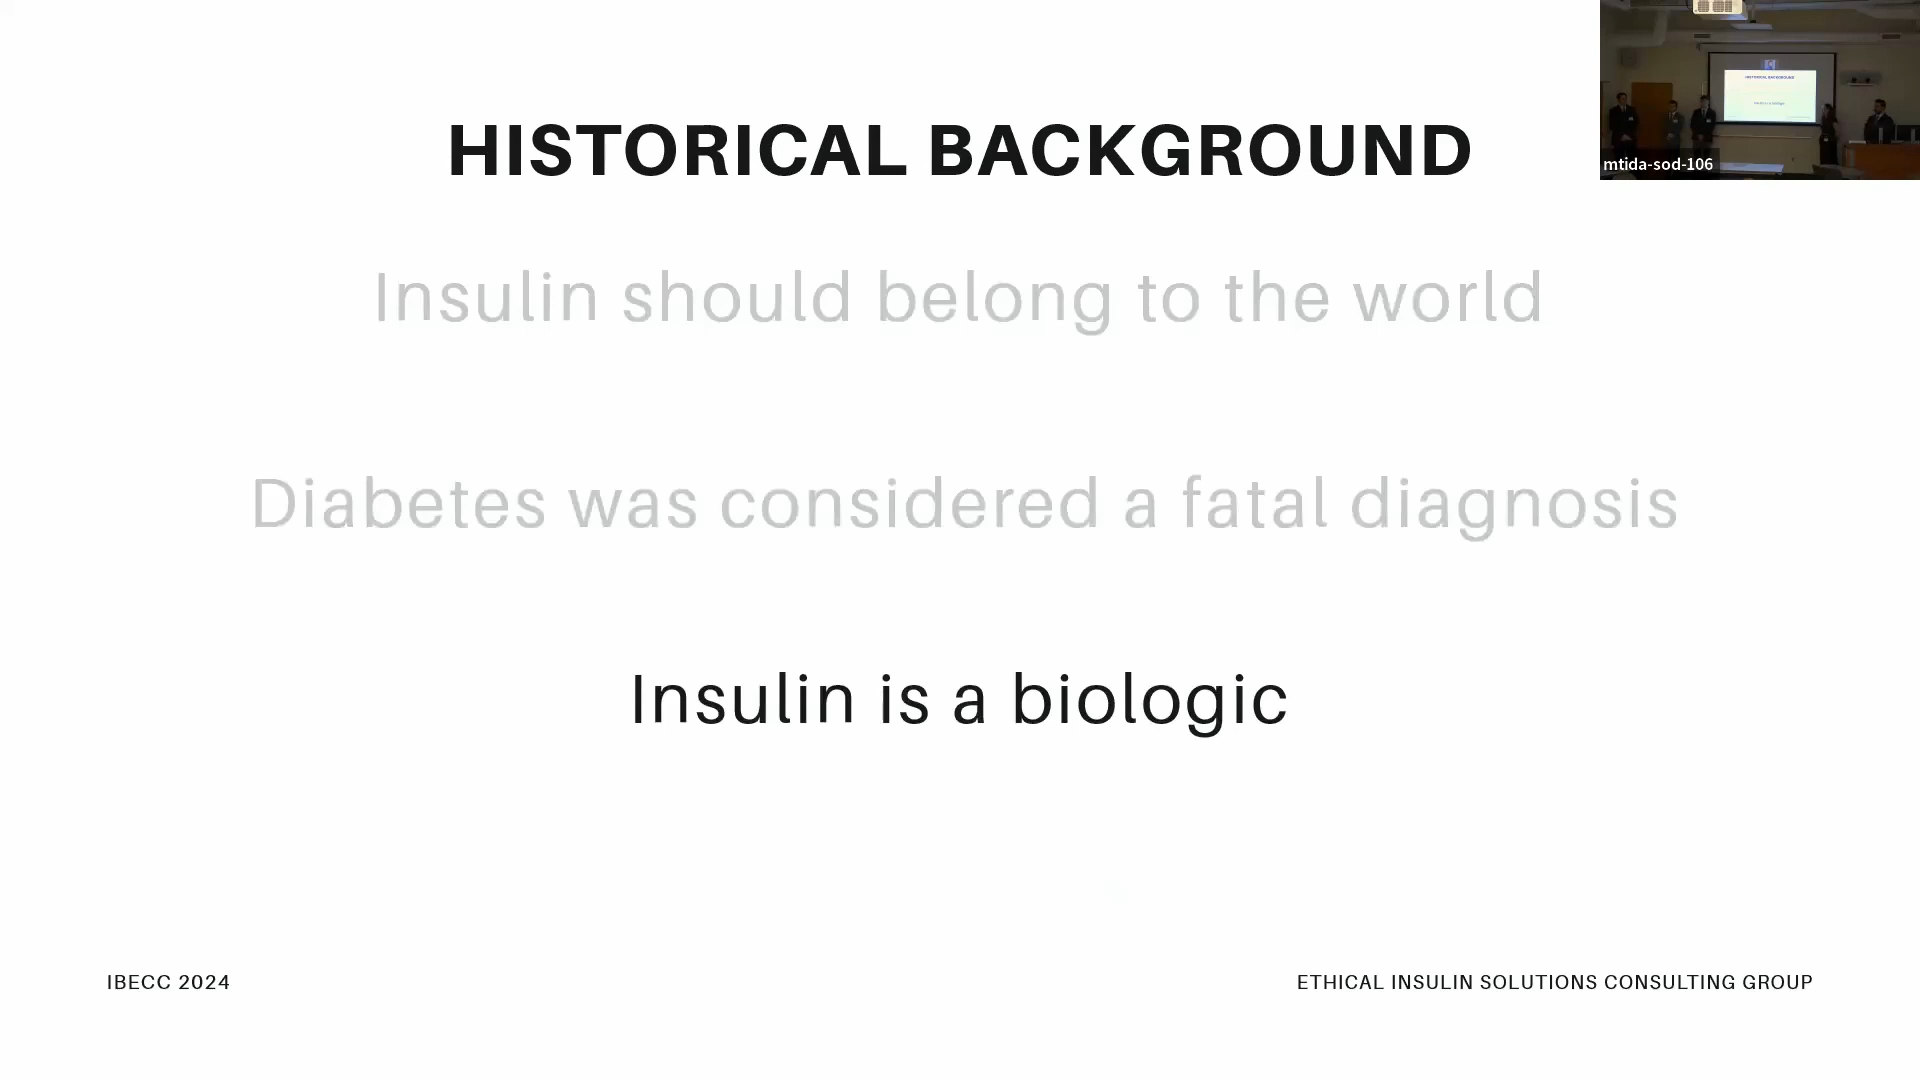 HISTORICAL BACKGROUND
mtida-sod-106
Insulin should belong to the world
Diabetes was considered a fatal diagnosis
Insulin is a biologic
IBECC 2024
ETHICAL INSULIN SOLUTIONS CONSULTING GROUP